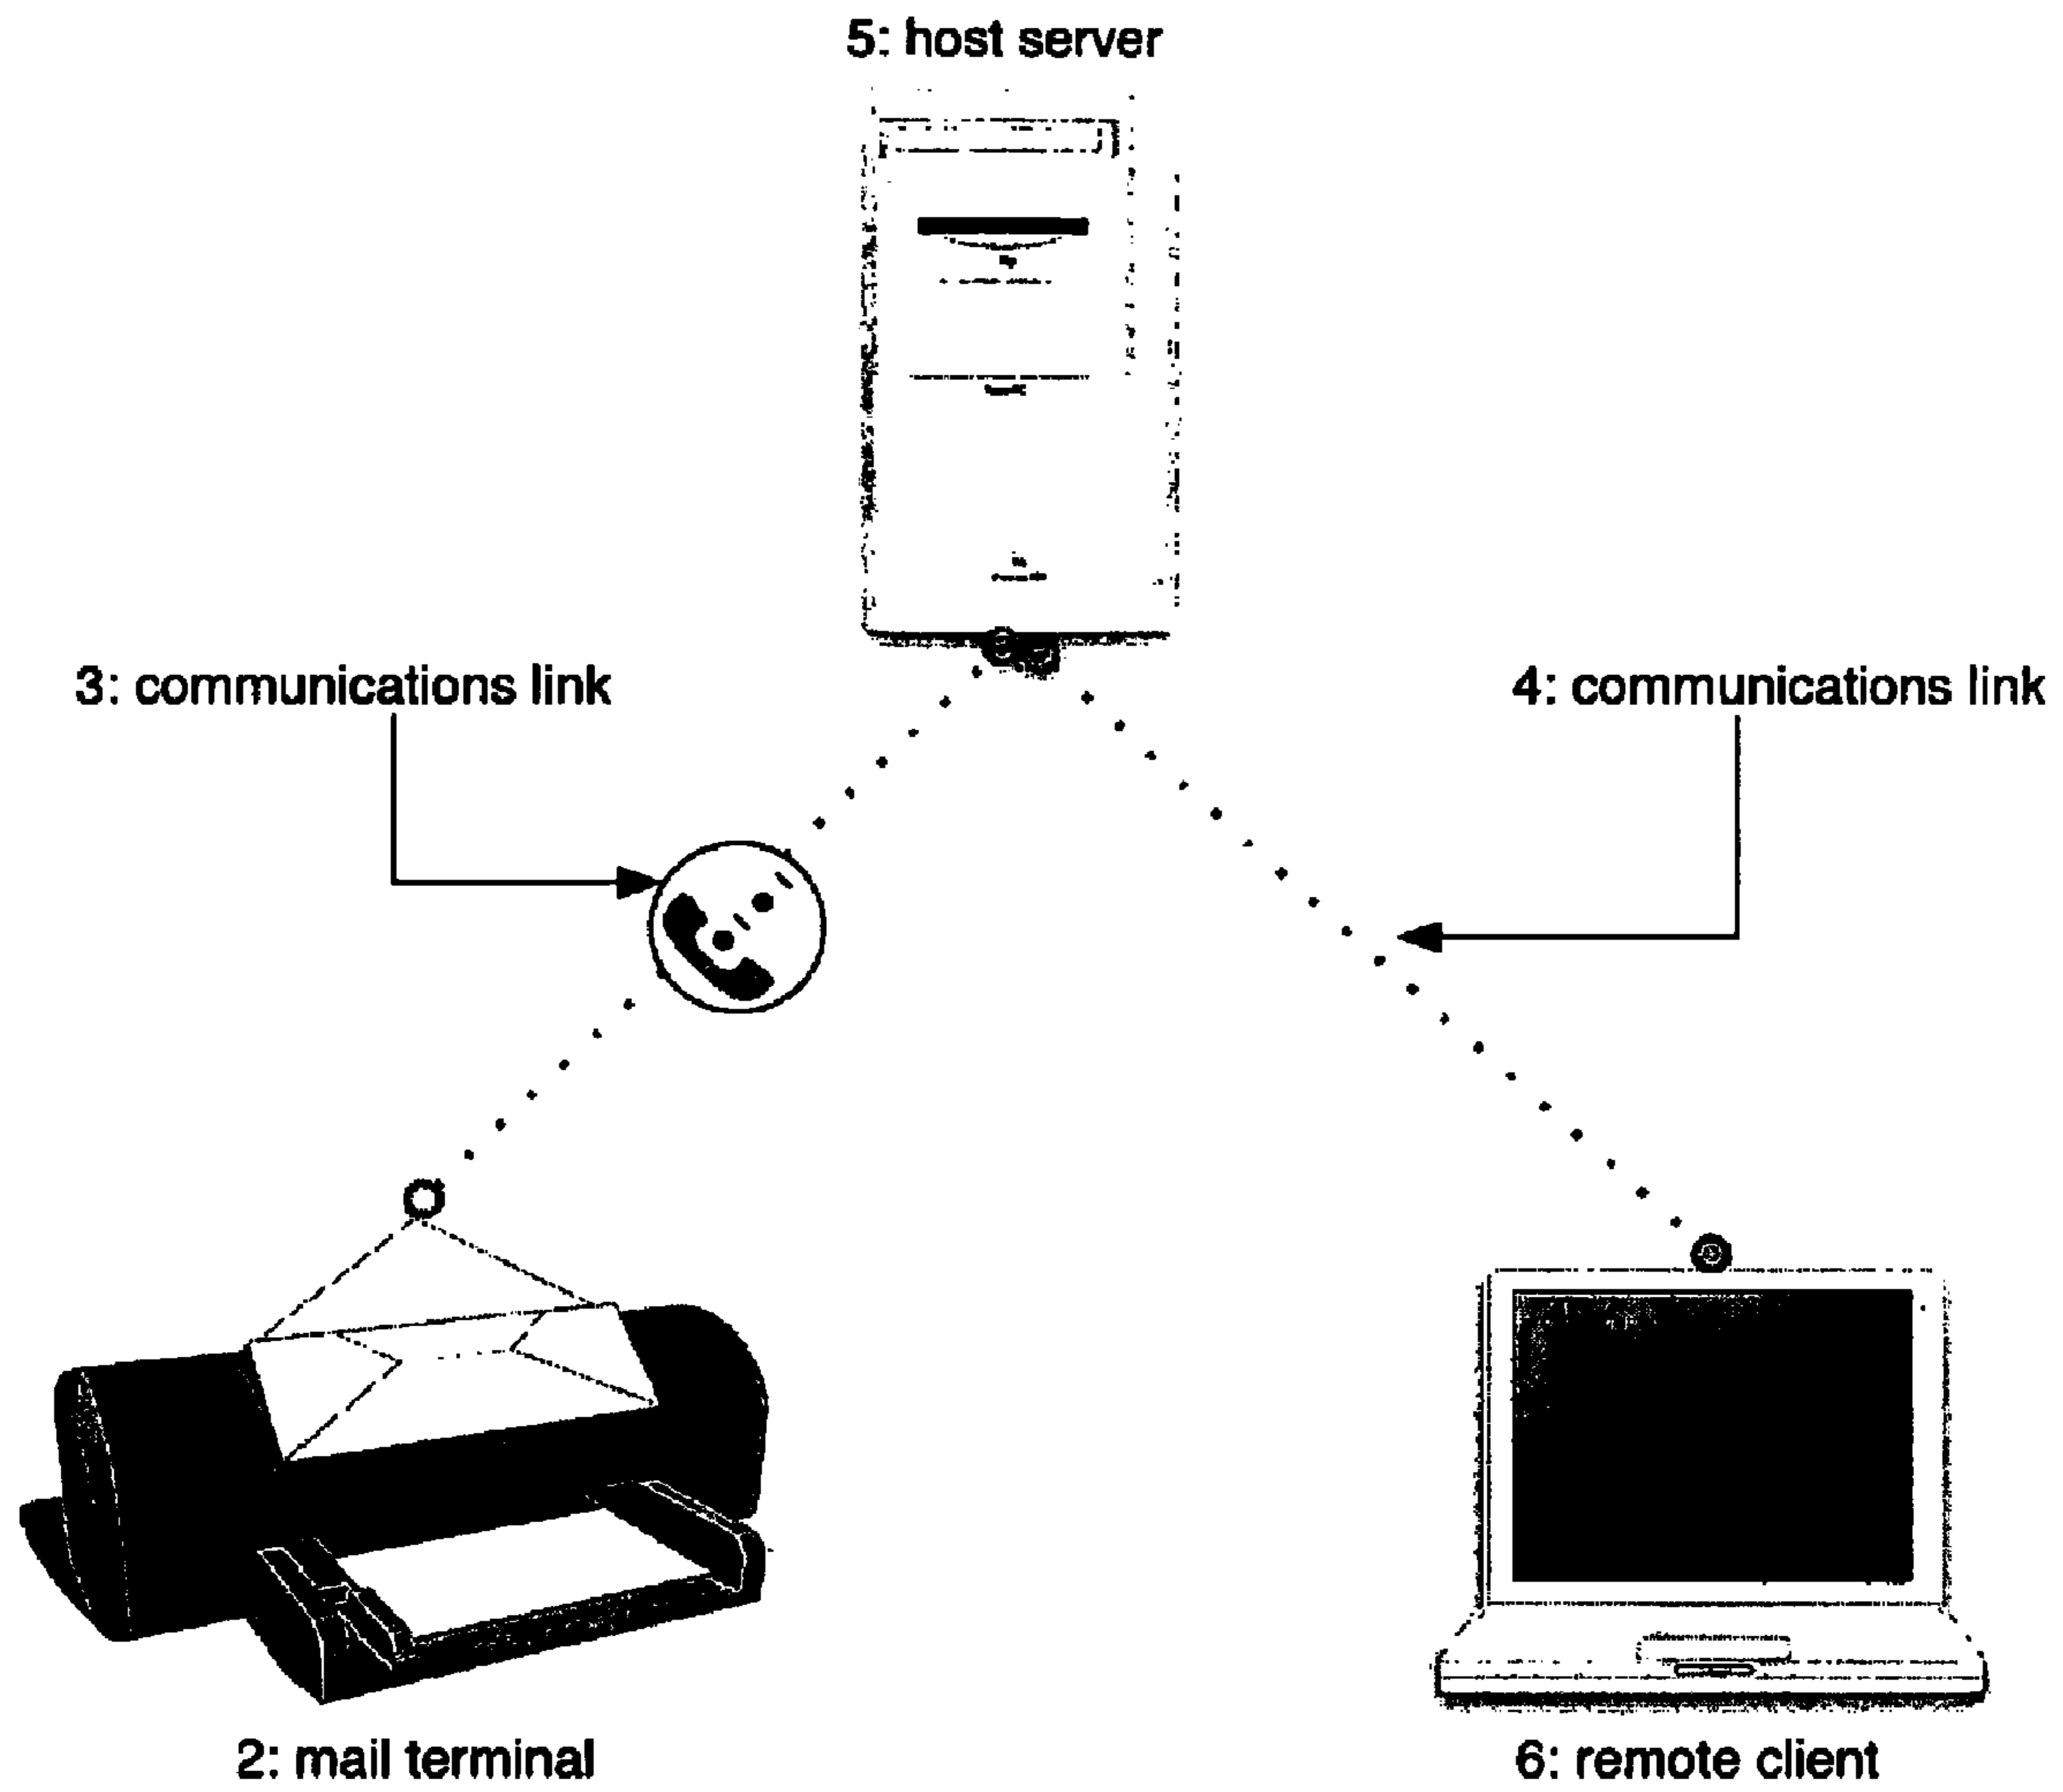 5: host server
3: communications link
4: communications link
2: mail terminal
6: remote client